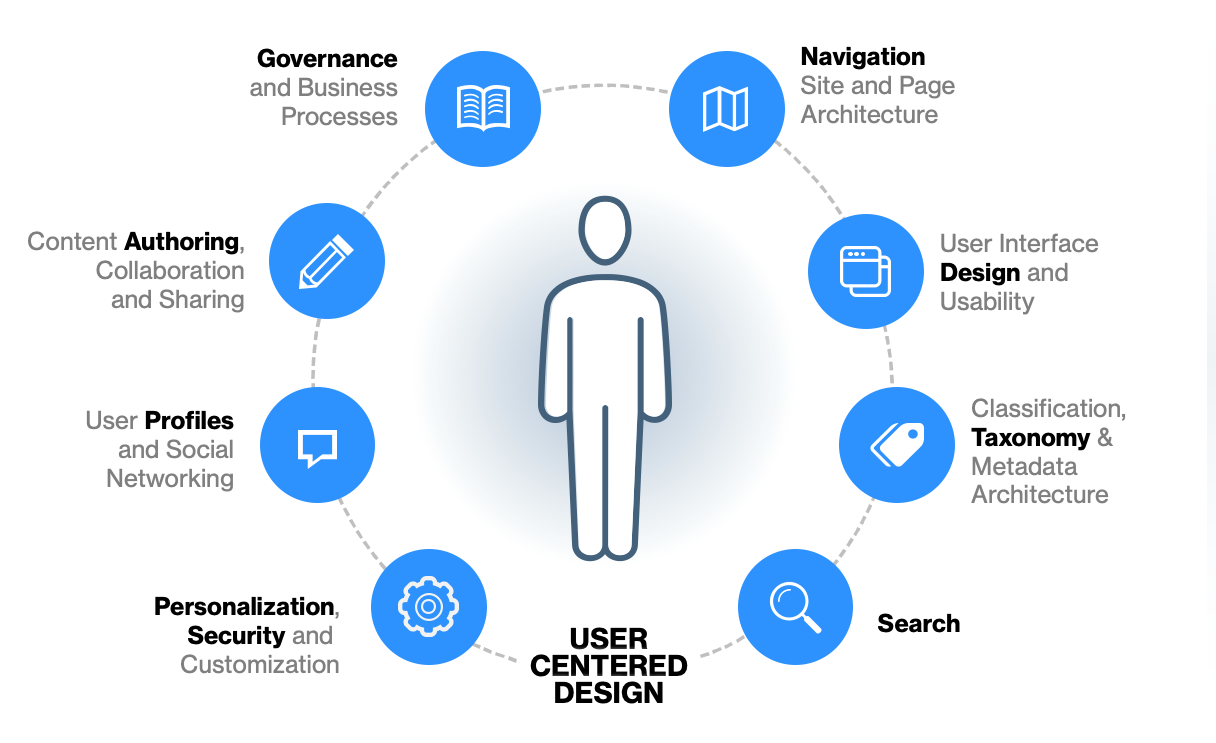 Governance
and Business
Processes
Navigation
Site and Page
Architecture
Content Authoring,
Collaboration
and Sharing
User Interface
Design and
Usability
User Profiles
and Social
Networking
Classification,
Taxonomy &
Metadata
Architecture
Personalization,
Security and
Customization
Search
USER
CENTERED
DESIGN